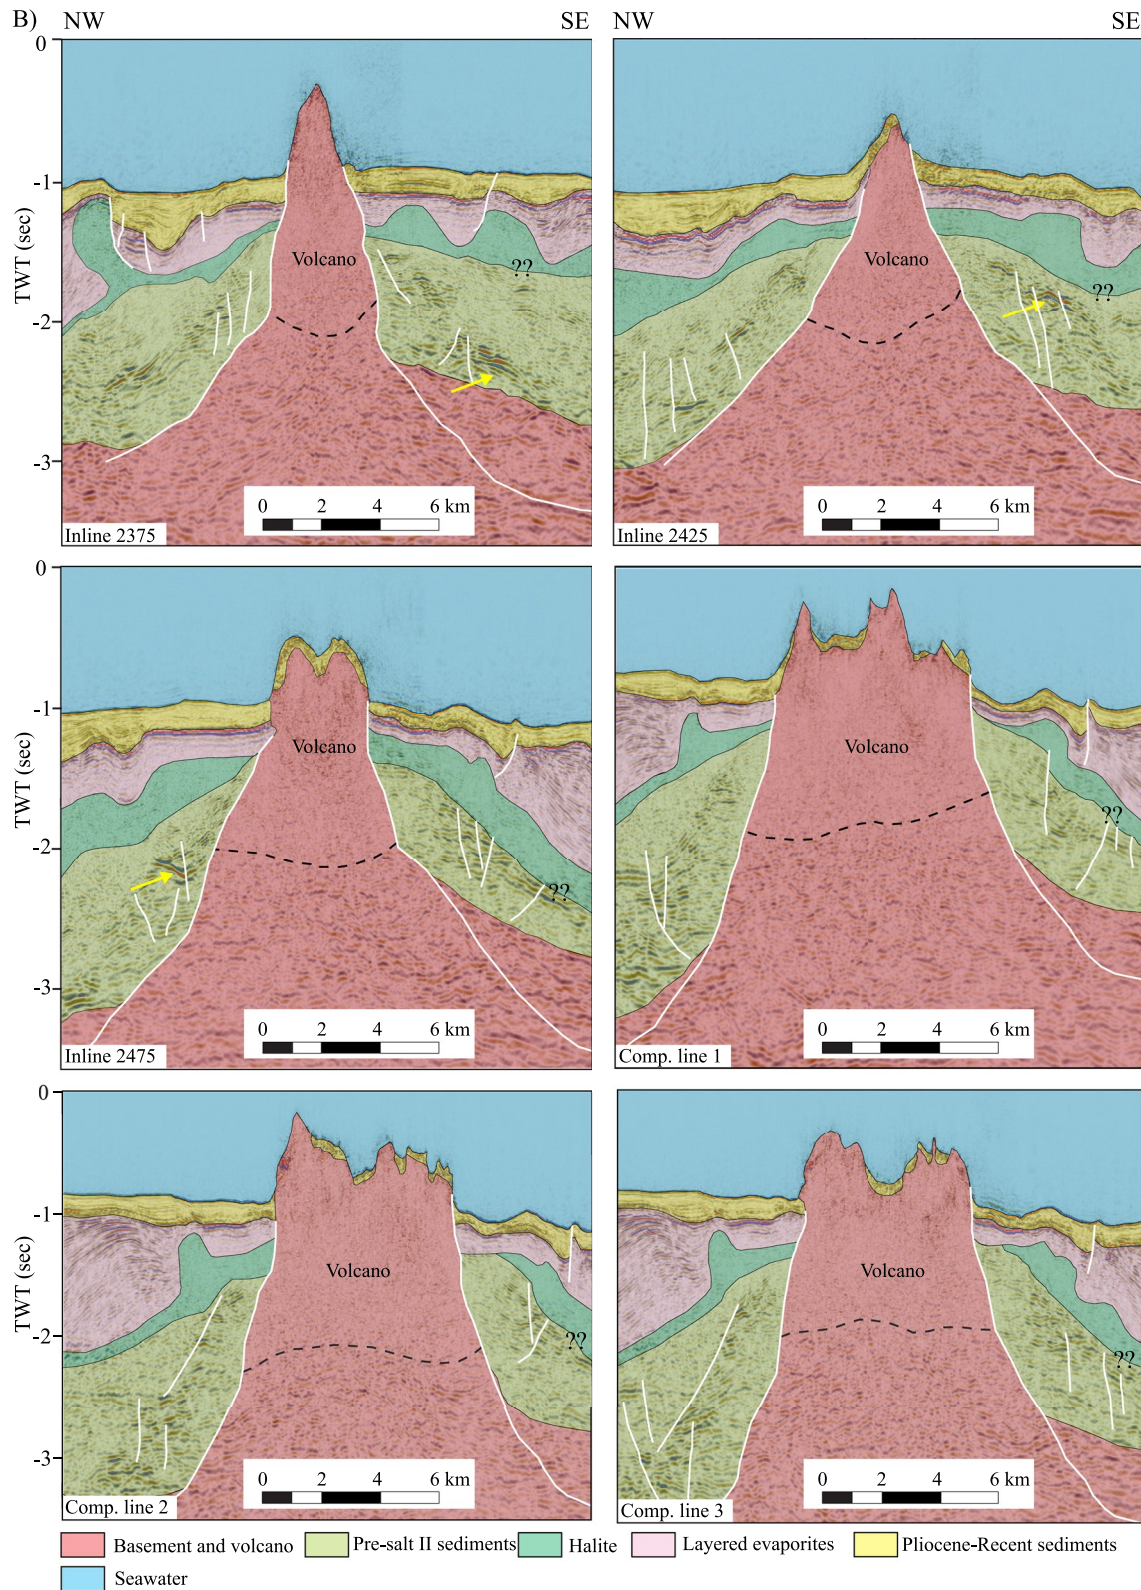 B) NW SE NW SE
0
-1
-2
-3
TWT (sec)
Volcano
??
0 2 4 6 km
Inline 2375
Volcano
??
0 2 4 6 km
Inline 2425
0
-1
-2
-3
TWT (sec)
Volcano
??
0 2 4 6 km
Inline 2475
Volcano
??
0 2 4 6 km
Comp. line 1
0
-1
-2
-3
TWT (sec)
Volcano
??
0 2 4 6 km
Comp. line 2
Volcano
??
0 2 4 6 km
Comp. line 3
Basement and volcano Pre-salt II sediments Halite Layered evaporites Pliocene-Recent sediments
Seawater